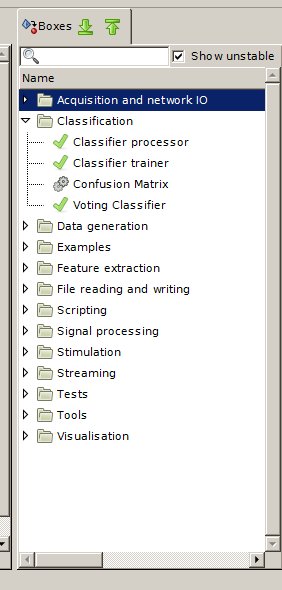 Boxes
Show unstable
Name
Acquisition and network IO
Classification
Classifier processor
Classifier trainer
Confusion Matrix
Voting Classifier
Data generation
Examples
Feature extraction
File reading and writing
Scripting
Signal processing
Stimulation
Streaming
Tests
Tools
Visualisation